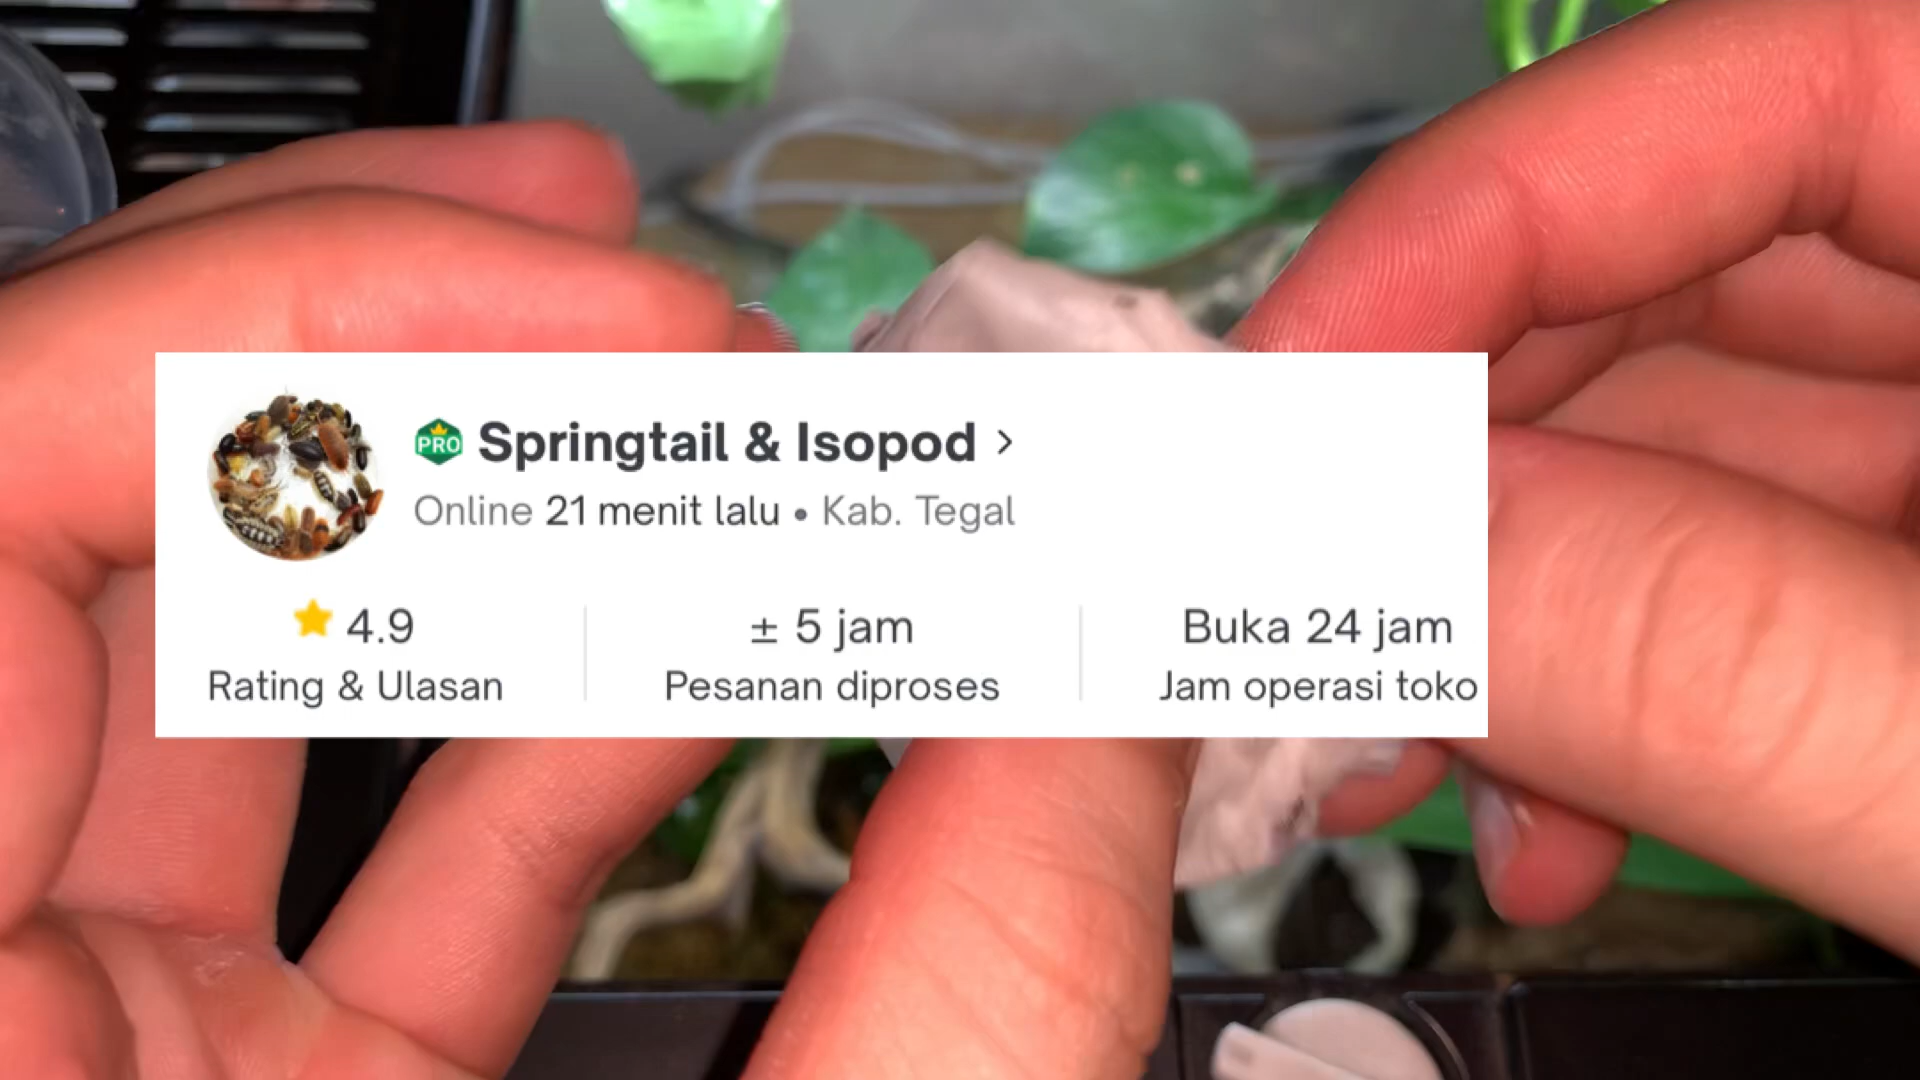 PRO Springtail & Isopod
Online 21 menit lalu • Kab. Tegal
4.9
Rating & Ulasan
± 5 jam
Pesanan diproses
Buka 24 jam
Jam operasi toko